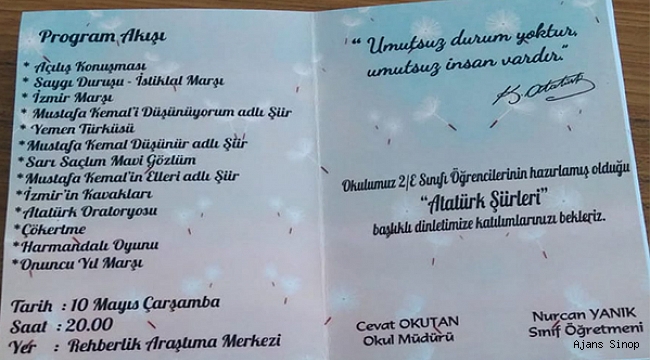 Program Akışı
* Açılış Konuşması
* Saygı Duruşu - İstiklal Marşı
* İzmir Marşı
* Mustafa Kemal'i Düşünüyorum adlı Şiir
* Yemen Türküsü
*Mustafa Kemal Düşünür adlı Şiir
*Sarı Saçlım Mavi Gözlüm
*Mustafa Kemal'in Elleri adlı Şiir
*İzmir'in Kavakları
*Atatürk Oratoryosu
*Çökertme
*Harmandalı Oyunu
*Onuncu Yıl Marşı
Tarih : 10 Mayıs Çarşamba
Saat : 20.00
Yer : Rehberlik Araştıma Merkezi
“ Umutsuz durum yoktur,
umutsuz insan vardır.”
K. Atatürk
Okulumuz 2/E Sınıfı Öğrencilerinin hazırlamış olduğu
“Atatürk Şiirleri”
başlıklı dinletimize katılımlarınızı bekleriz.
Cevat OKUTAN
Okul Müdürü
Nurcan YANIK
Sınıf Öğretmeni
Ajans Sinop